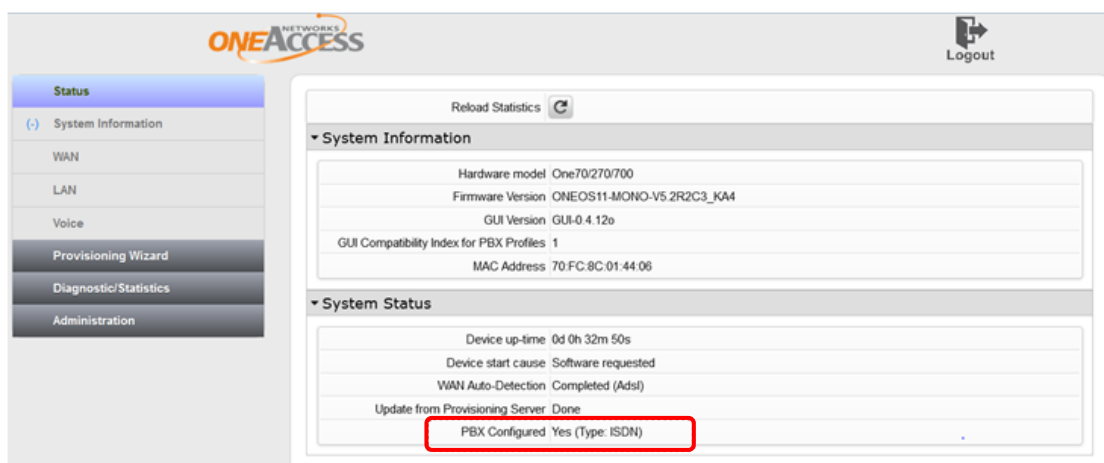 ONEACCESS
NETWORKS
Logout
Status
(-) System Information
WAN
LAN
Voice
Provisioning Wizard
Diagnostic/Statistics
Administration
Reload Statistics
System Information
Hardware model One70/270/700
Firmware Version ONEOS11-MONO-V5.2R2C3_KA4
GUI Version GUI-0.4.12o
GUI Compatibility Index for PBX Profiles 1
MAC Address 70:FC:8C:01:44:06
System Status
Device up-time 0d 0h 32m 50s
Device start cause Software requested
WAN Auto-Detection Completed (Adsl)
Update from Provisioning Server Done
PBX Configured Yes (Type: ISDN)